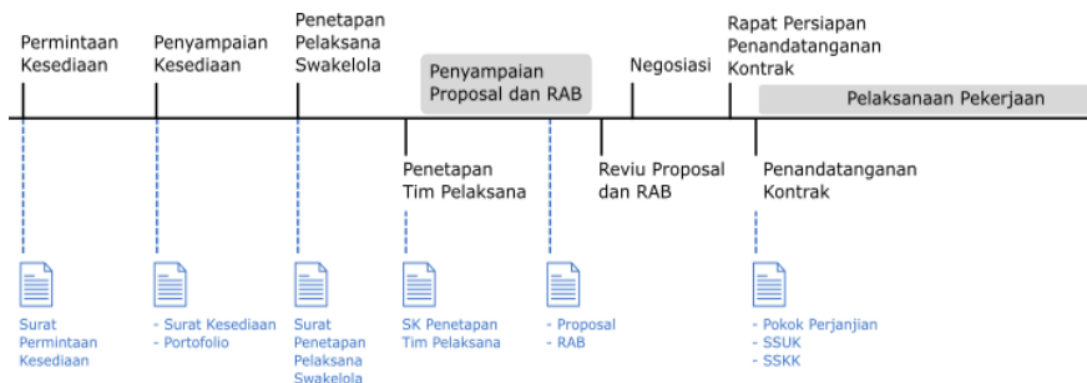 Permintaan
Kesediaan
Penyampaian
Kesediaan
Penetapan
Pelaksana
Swakelola
Penyampaian
Proposal dan RAB
Negosiasi
Rapat Persiapan
Penandatanganan
Kontrak
Pelaksanaan Pekerjaan
Penetapan
Tim Pelaksana
Reviu Proposal
dan RAB
Penandatanganan
Kontrak
Surat
Permintaan
Kesediaan
- Surat Kesediaan
- Portofolio
Surat
Penetapan
Pelaksana
Swakelola
SK Penetapan
Tim Pelaksana
- Proposal
- RAB
- Pokok Perjanjian
- SSUK
- SSKK